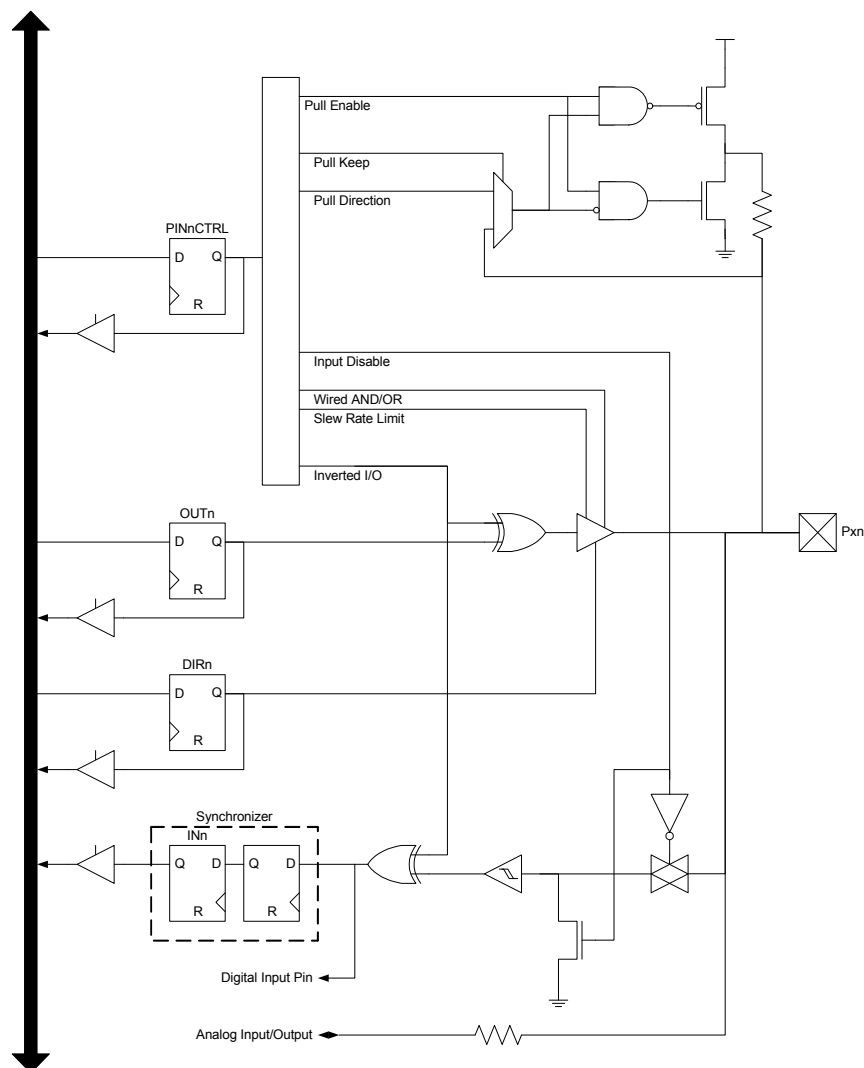 Pull Enable
Pull Keep
Pull Direction
PINnCTRL
D Q
R
Input Disable
Wired AND/OR
Slew Rate Limit
Inverted I/O
OUTn
D Q
R
Pxn
DIRn
D Q
R
Synchronizer
INn
Q D Q D
R R
Digital Input Pin
Analog Input/Output